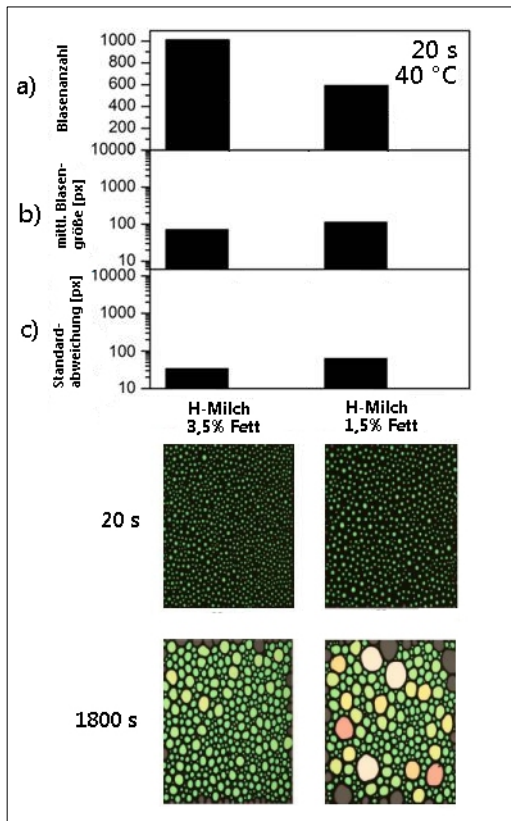 a)
Blasenanzahl
1000
800
600
400
200
20 s
40 °C
b)
mittl. Blasen-
größe [px]
10000
1000
100
10
c)
Standard-
abweichung [px]
10000
1000
100
10
H-Milch
3,5% Fett
H-Milch
1,5% Fett
20 s
1800 s